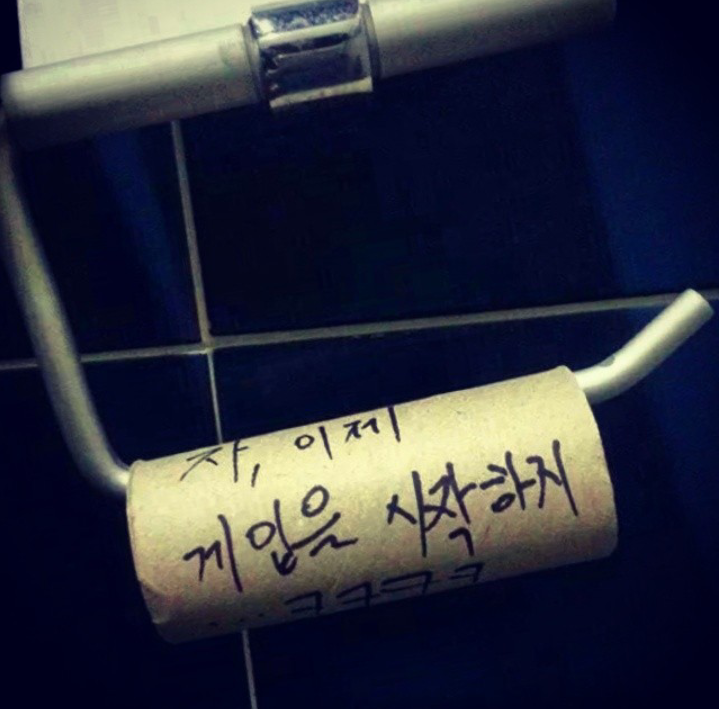 자, 이제
게임을 시작하지
...ㅋㅋㅋㅋ